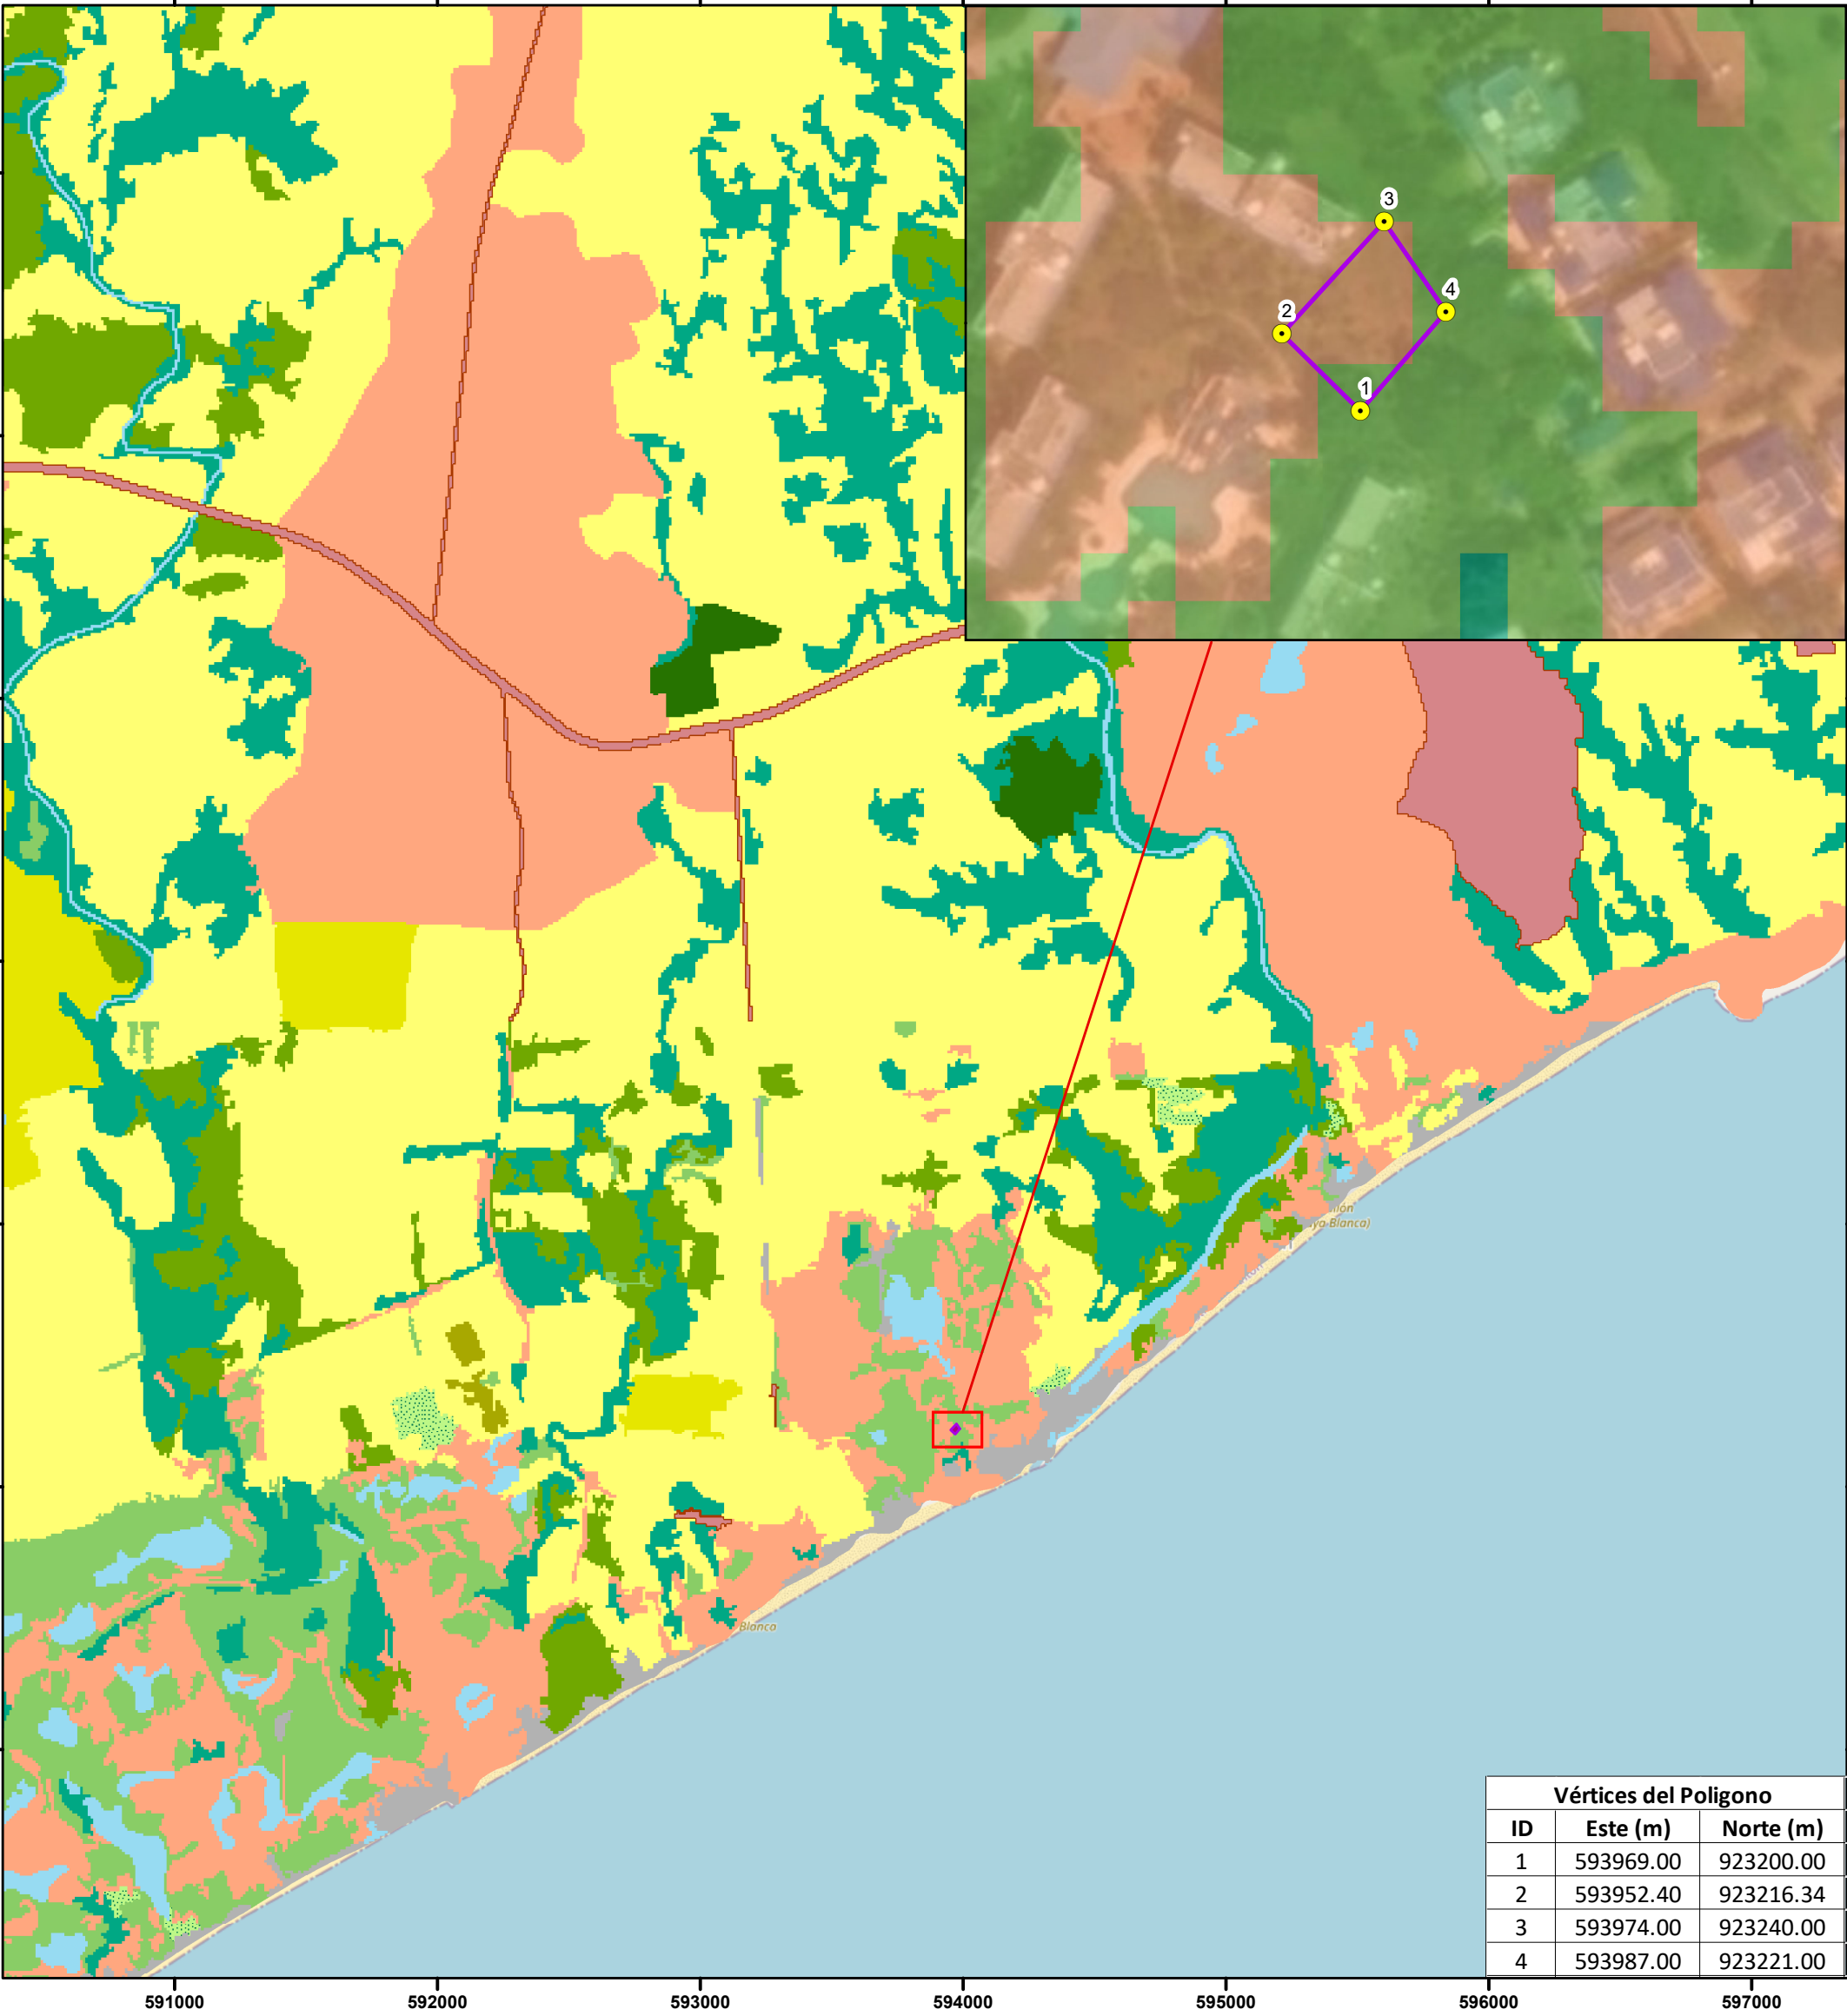 3
4
2
1
Blanca
Vértices del Poligono
ID Este (m) Norte (m)
1 593969.00 923200.00
2 593952.40 923216.34
3 593974.00 923240.00
4 593987.00 923221.00
591000 592000 593000 594000 595000 596000 597000